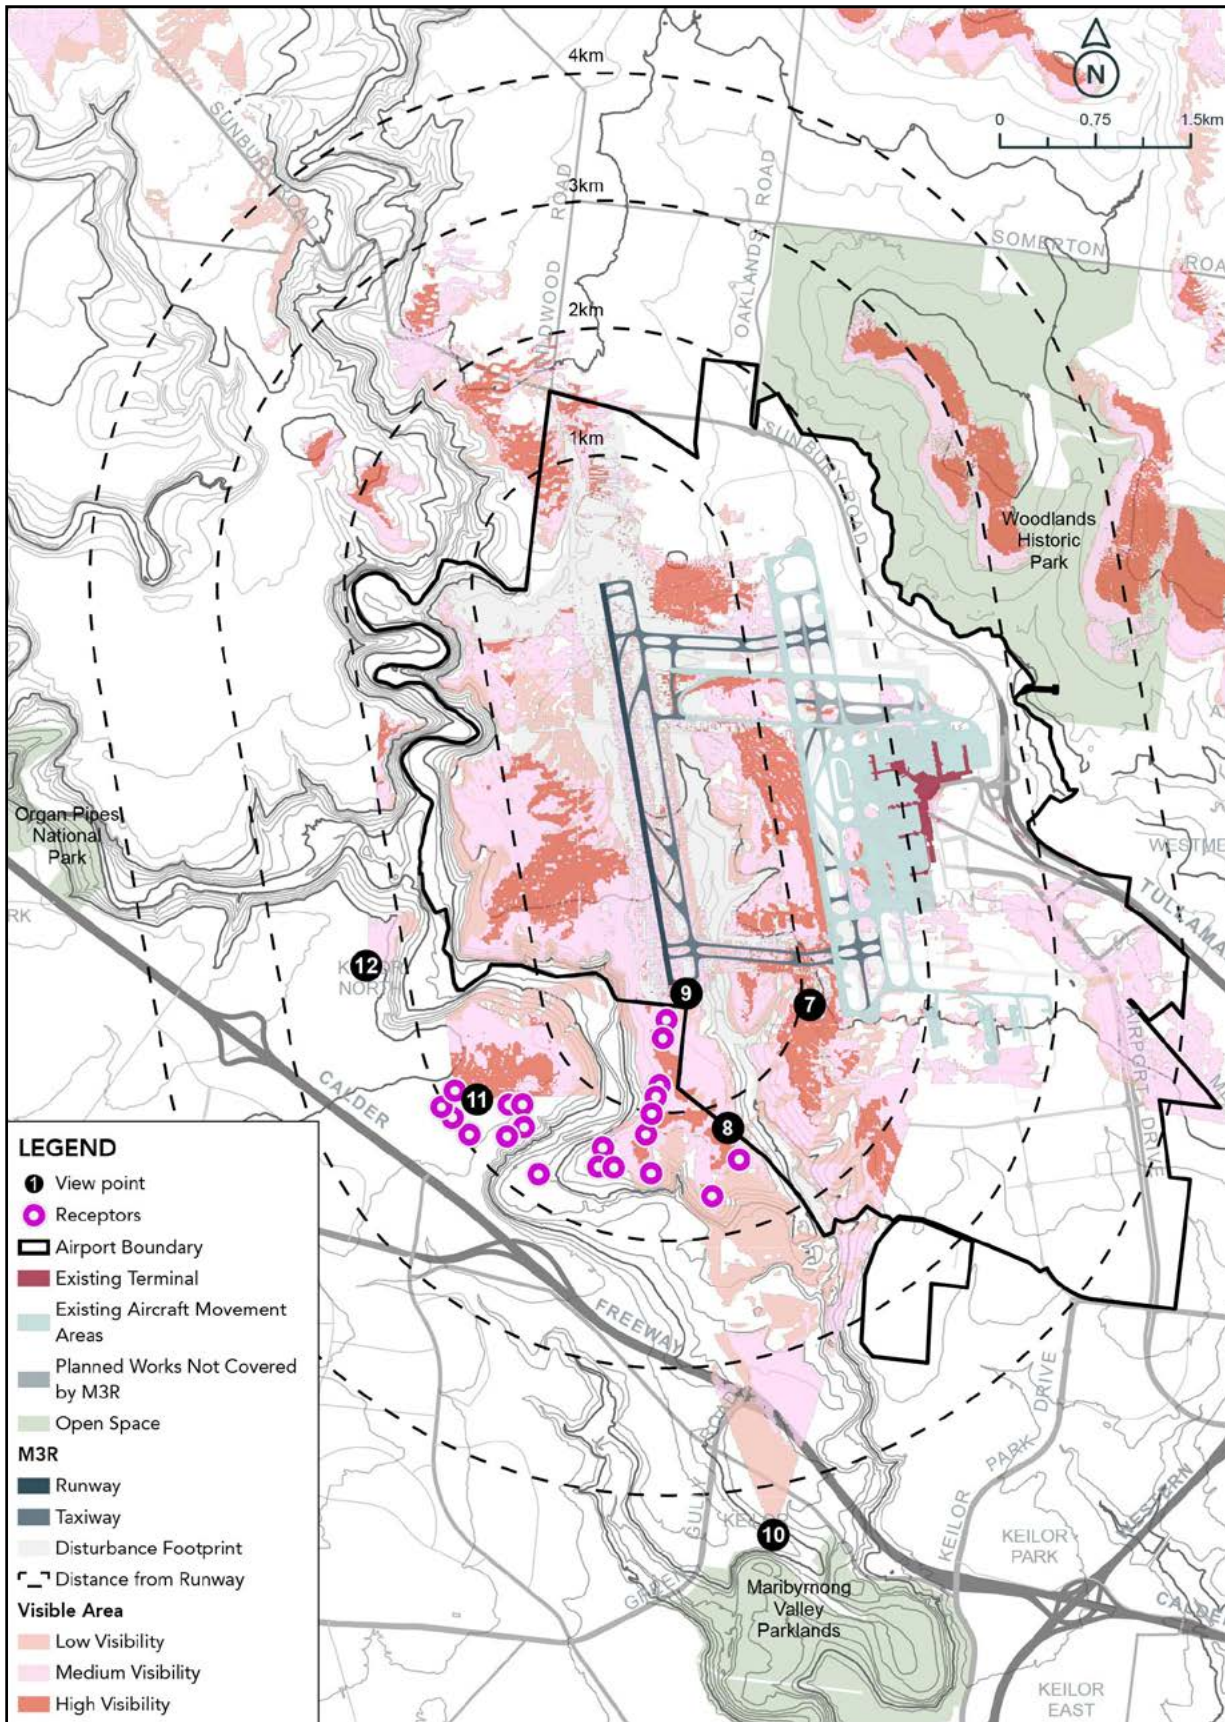 4km
N
0 0.75 1.5km
SUNBURY ROAD
ROAD
3km
OAKLANDS ROAD
SOMERTON
2km
1km
SUNBURY ROAD
Woodlands
Historic
Park
Organ Pipes
National
Park
12
NORTH
9
7
AIRPORT DRIVE
CALDER
11
8
LEGEND
1 View point
Receptors
Airport Boundary
Existing Terminal
Existing Aircraft Movement
Areas
Planned Works Not Covered
by M3R
Open Space
M3R
Runway
Taxiway
Disturbance Footprint
Distance from Runway
Visible Area
Low Visibility
Medium Visibility
High Visibility
FREEWAY
DRIVE
PARK
KEILOR
WESTERN
10
KEILOR
PARK
Maribyrnong
Valley
Parklands
KEILOR
EAST